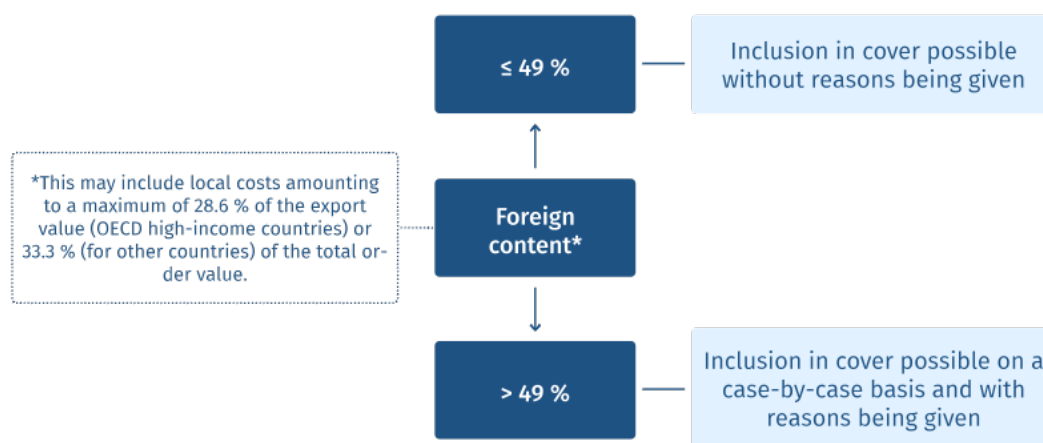 ≤ 49 %
Inclusion in cover possible
without reasons being given
*This may include local costs amounting
to a maximum of 28.6 % of the export
value (OECD high-income countries) or
33.3 % (for other countries) of the total or-
der value.
Foreign
content*
> 49 %
Inclusion in cover possible on a
case-by-case basis and with
reasons being given